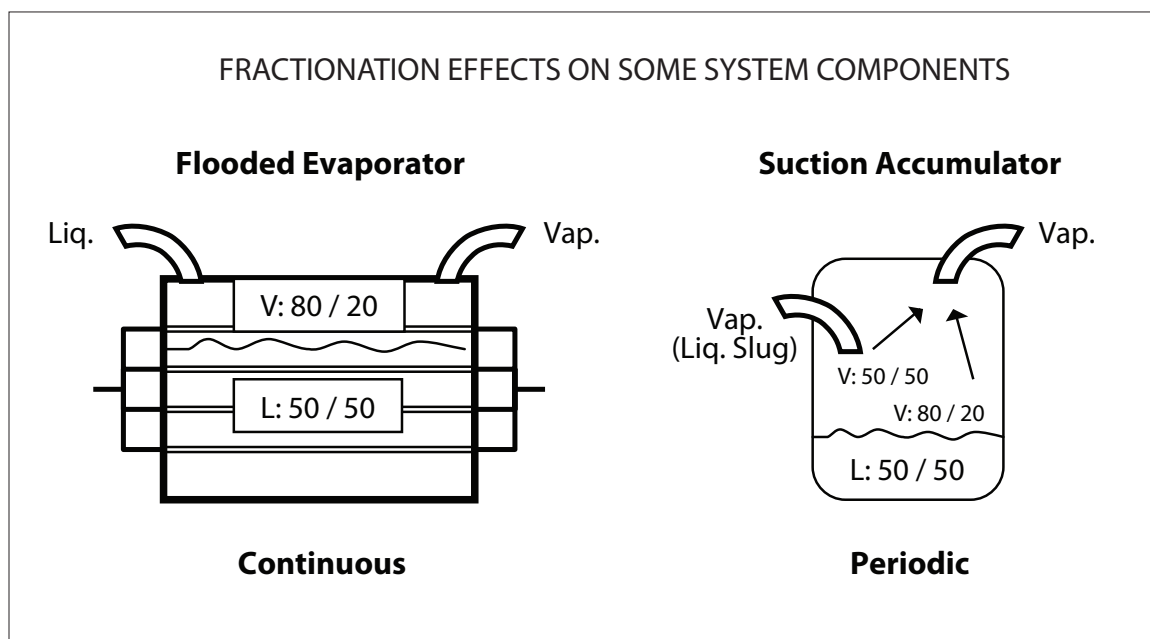 FRACTIONATION EFFECTS ON SOME SYSTEM COMPONENTS
Flooded Evaporator
Liq.
Vap.
V: 80 / 20
L: 50 / 50
Continuous
Suction Accumulator
Vap.
Vap.
(Liq. Slug)
V: 50 / 50
V: 80 / 20
L: 50 / 50
Periodic